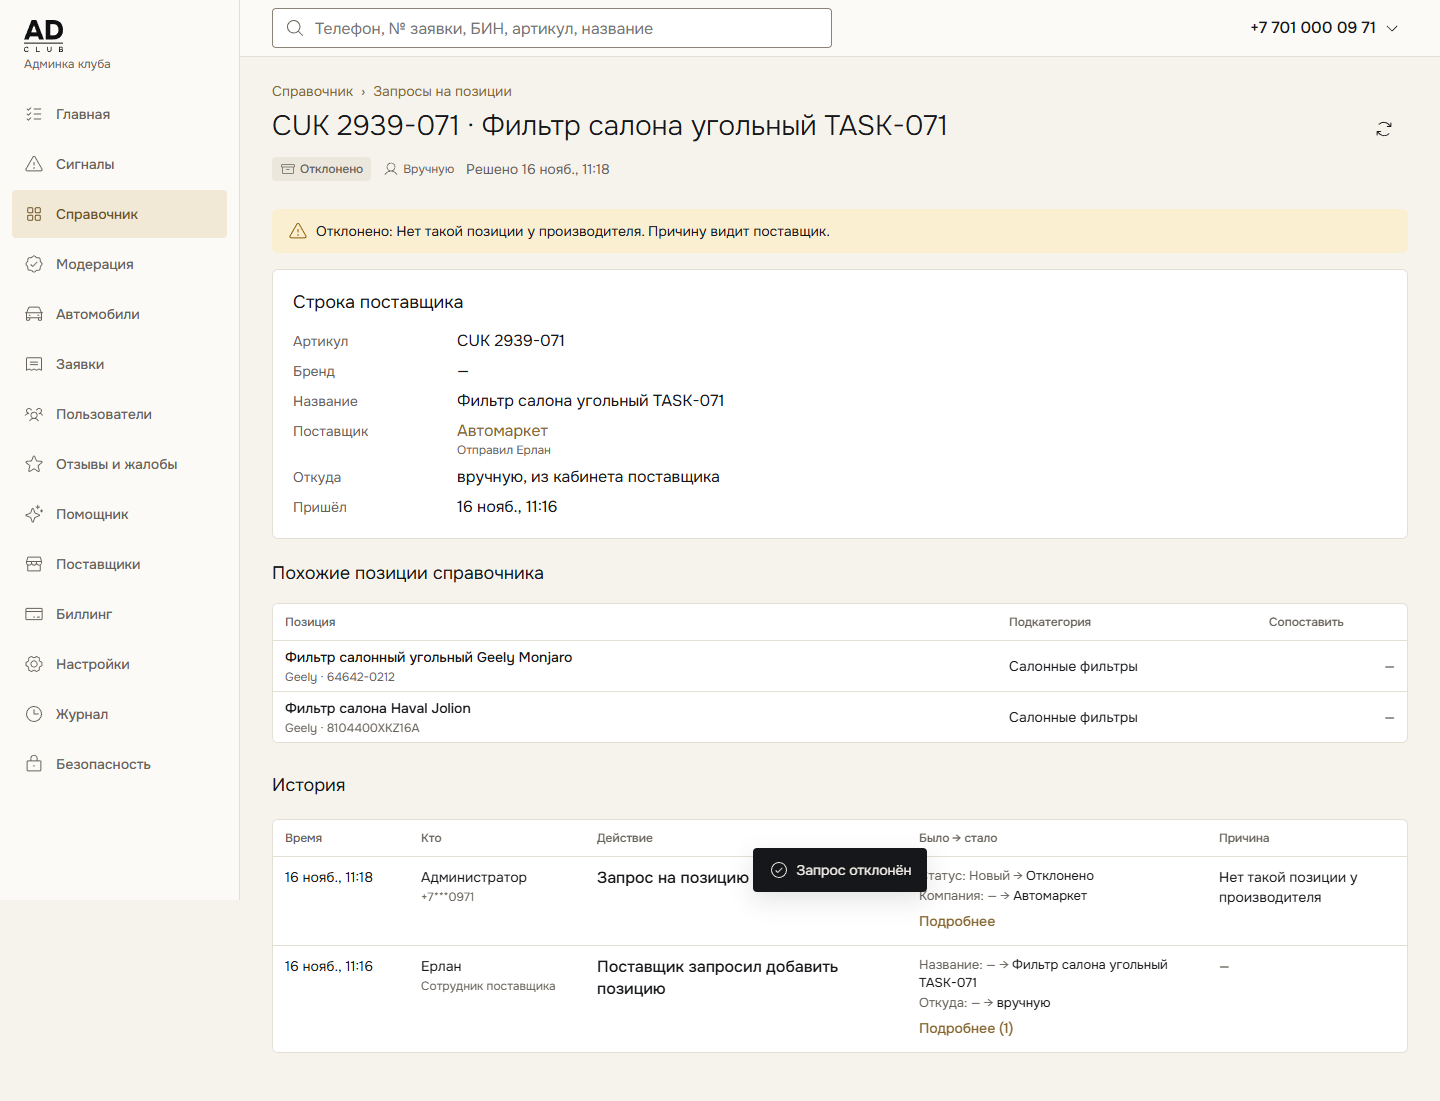 AD
CLUB
Админка клуба
Главная
Сигналы
Справочник
Модерация
Автомобили
Заявки
Пользователи
Отзывы и жалобы
Помощник
Поставщики
Биллинг
Настройки
Журнал
Безопасность
Телефон, № заявки, БИН, артикул, название
+7 701 000 09 71
Справочник › Запросы на позиции
CUK 2939-071 · Фильтр салона угольный TASK-071
Отклонено Вручную Решено 16 нояб., 11:18
Отклонено: Нет такой позиции у производителя. Причину видит поставщик.
Строка поставщика
Артикул CUK 2939-071
Бренд —
Название Фильтр салона угольный TASK-071
Поставщик Автомаркет
Отправил Ерлан
Откуда вручную, из кабинета поставщика
Пришёл 16 нояб., 11:16
Похожие позиции справочника
Позиция Подкатегория Сопоставить
Фильтр салонный угольный Geely Monjaro
Geely · 64642-0212
Салонные фильтры —
Фильтр салона Haval Jolion
Geely · 8104400XKZ16A
Салонные фильтры —
История
Время Кто Действие Было → стало Причина
16 нояб., 11:18
Администратор
+7***0971
Запрос на позицию
Запрос отклонён
татус: Новый → Отклонено
Компания: — → Автомаркет
Подробнее
Нет такой позиции у
производителя
16 нояб., 11:16
Ерлан
Сотрудник поставщика
Поставщик запросил добавить
позицию
Название: — → Фильтр салона угольный
TASK-071
Откуда: — → вручную
Подробнее (1)
—